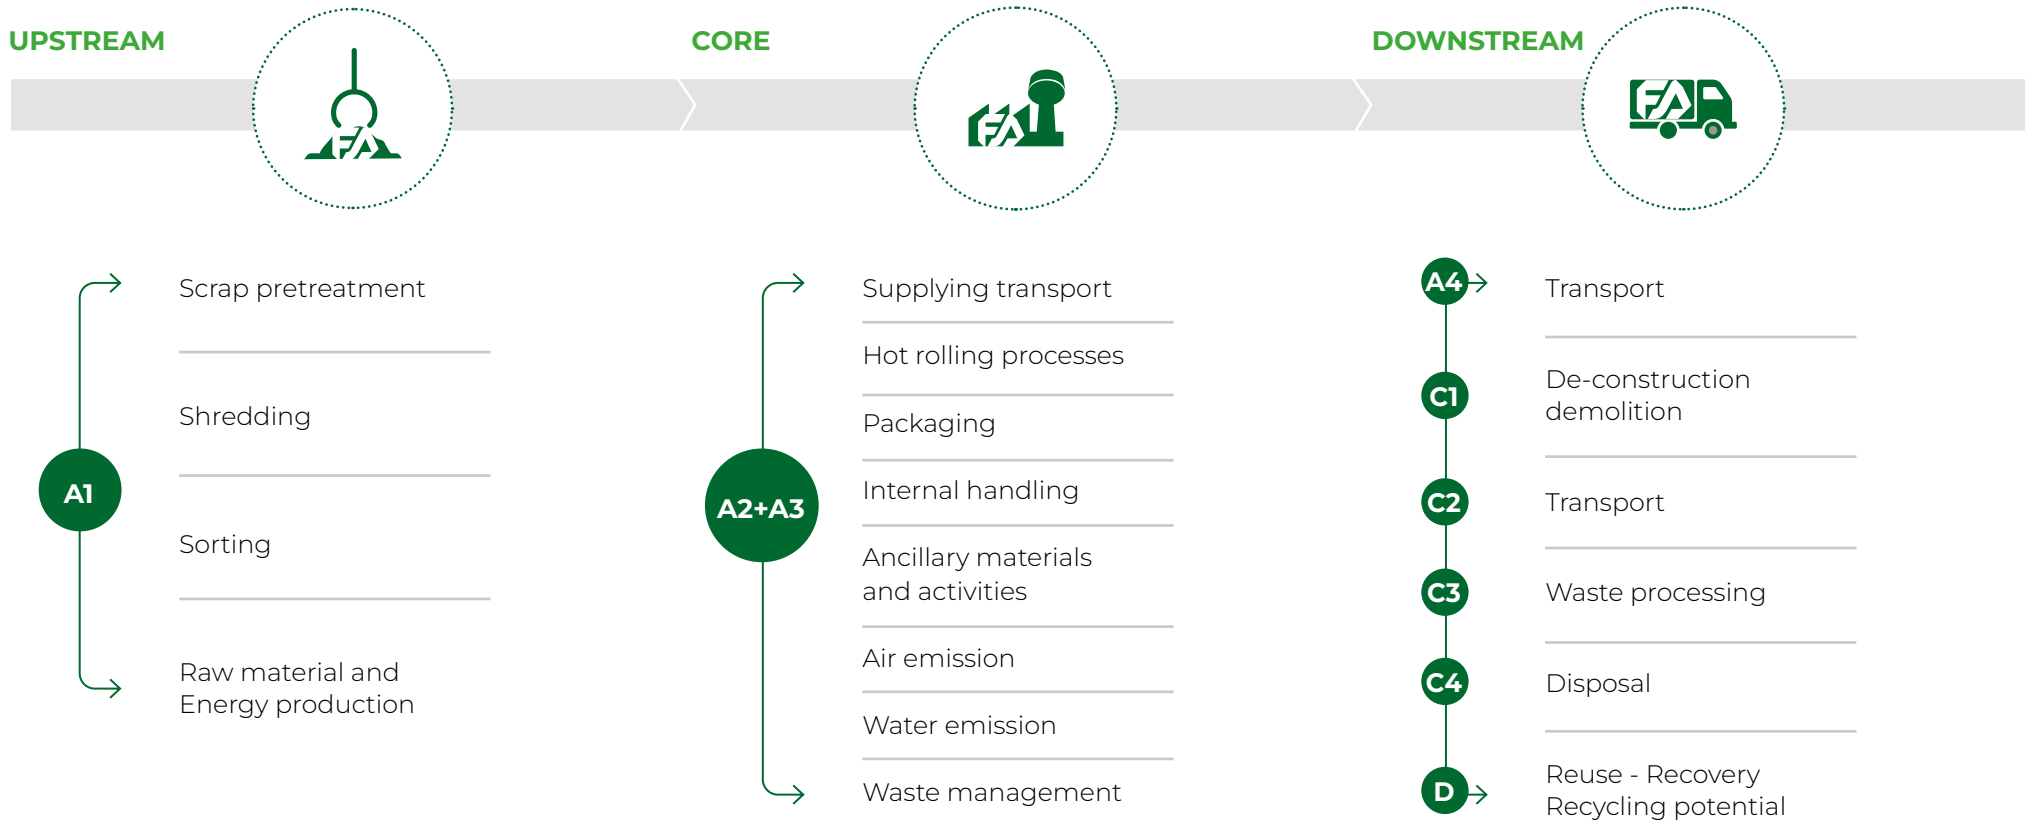 UPSTREAM
A1
Scrap pretreatment
Shredding
Sorting
Raw material and
Energy production
CORE
FA
A2+A3
Supplying transport
Hot rolling processes
Packaging
Internal handling
Ancillary materials
and activities
Air emission
Water emission
Waste management
DOWNSTREAM
FA
A4
Transport
C1
De-construction
demolition
C2
Transport
C3
Waste processing
C4
Disposal
D
Reuse - Recovery
Recycling potential